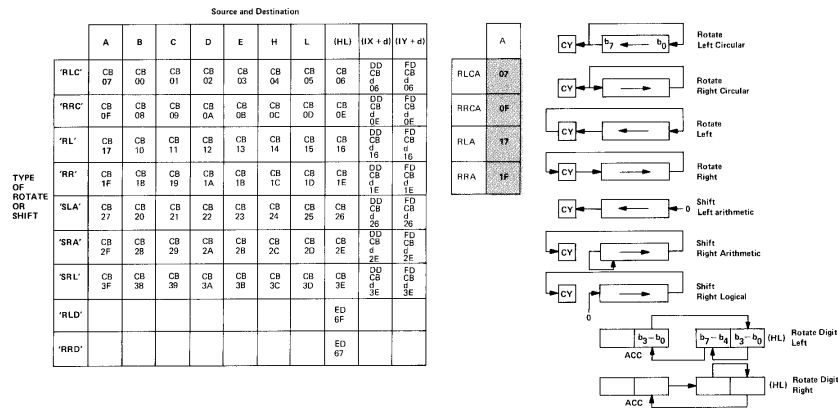 Source and Destination
A B C D E H L (HL) (IX + d) (IY + d)
TYPE OF ROTATE OR SHIFT
'RLC' CB 07 CB 00 CB 01 CB 02 CB 03 CB 04 CB 05 CB 06 DD CB d 06 FD CB d 06
'RRC' CB 0F CB 08 CB 09 CB 0A CB 0B CB 0C CB 0D CB 0E DD CB d 0E FD CB d 0E
'RL' CB 17 CB 10 CB 11 CB 12 CB 13 CB 14 CB 15 CB 16 DD CB d 16 FD CB d 16
'RR' CB 1F CB 18 CB 19 CB 1A CB 1B CB 1C CB 1D CB 1E DD CB d 1E FD CB d 1E
'SLA' CB 27 CB 20 CB 21 CB 22 CB 23 CB 24 CB 25 CB 26 DD CB d 26 FD CB d 26
'SRA' CB 2F CB 28 CB 29 CB 2A CB 2B CB 2C CB 2D CB 2E DD CB d 2E FD CB d 2E
'SRL' CB 3F CB 38 CB 39 CB 3A CB 3B CB 3C CB 3D CB 3E DD CB d 3E FD CB d 3E
'RLD' ED 6F
'RRD' ED 67
A
RLCA 07
RRCA 0F
RLA 17
RRA 1F
CY b7 b0 Rotate Left Circular
CY Rotate Right Circular
CY Rotate Left
CY Rotate Right
CY 0 Shift Left arithmetic
CY Shift Right Arithmetic
CY 0 Shift Right Logical
b3–b0 b7–b4 b3–b0 (HL) Rotate Digit Left
ACC
(HL) Rotate Digit Right
ACC